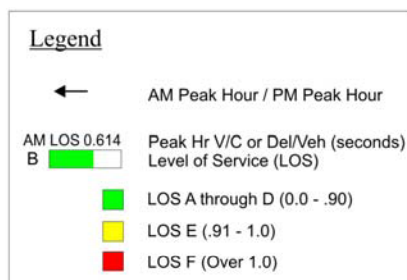 Legend
AM Peak Hour / PM Peak Hour
AM LOS 0.614
Peak Hr V/C or Del/Veh (seconds)
B
Level of Service (LOS)
LOS A through D (0.0 - .90)
LOS E (.91 - 1.0)
LOS F (Over 1.0)